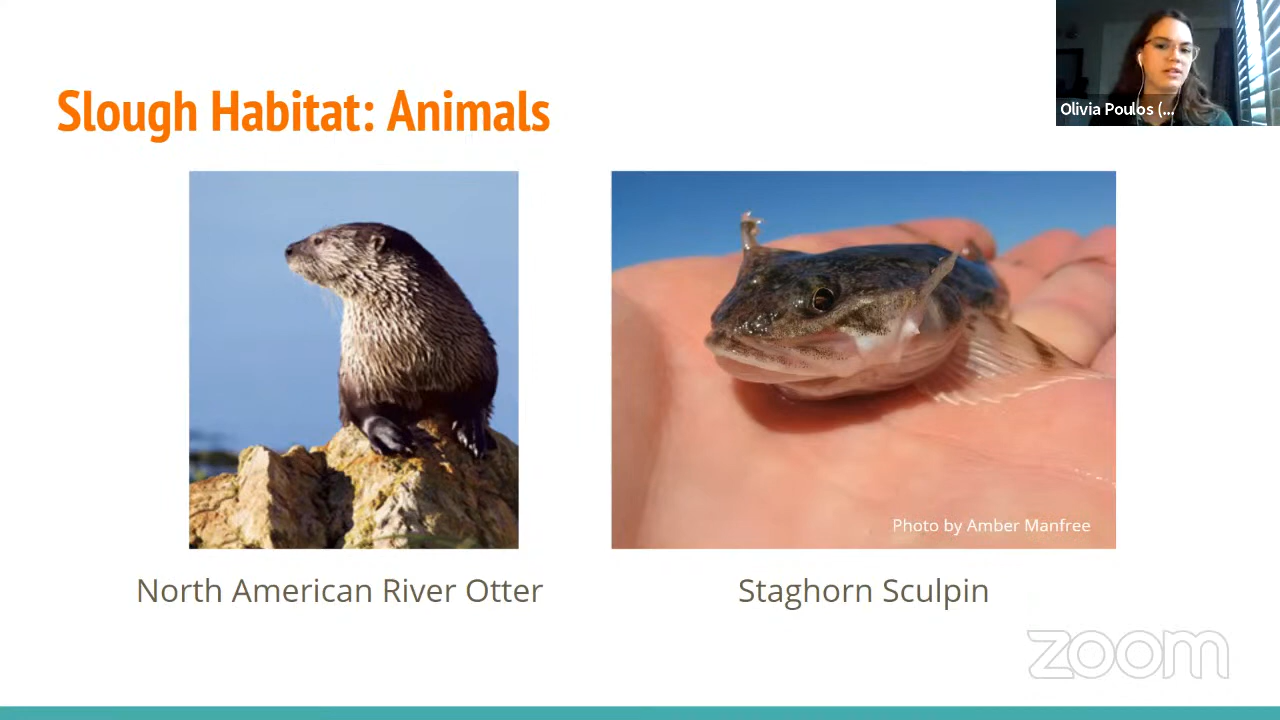 Slough Habitat: Animals
Olivia Poulos (...
Photo by Amber Manfree
North American River Otter
Staghorn Sculpin
zoom